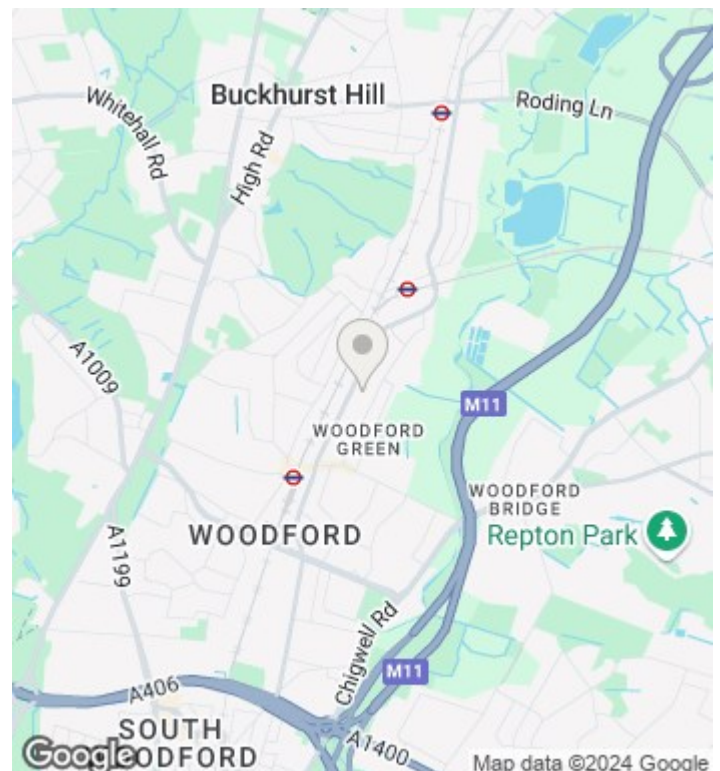 Buckhurst Hill
Roding Ln
Whitehall Rd
High Rd
A1009
M11
WOODFORD
GREEN
WOODFORD
BRIDGE
WOODFORD
Repton Park
A1199
Chigwell Rd
M11
A406
SOUTH
WOODFORD
A1400
Google
Map data ©2024 Google